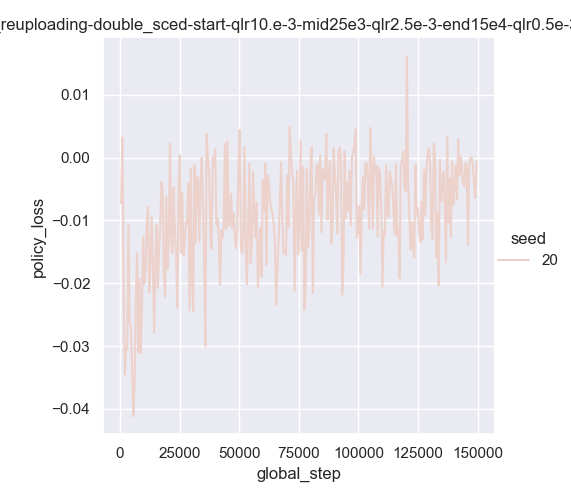 _reuploading-double_sced-start-qlr10.e-3-mid25e3-qlr2.5e-3-end15e4-qlr0.5e-3
0.01
0.00
−0.01
−0.02
−0.03
−0.04
policy_loss
0 25000 50000 75000 100000 125000 150000
global_step
seed
20